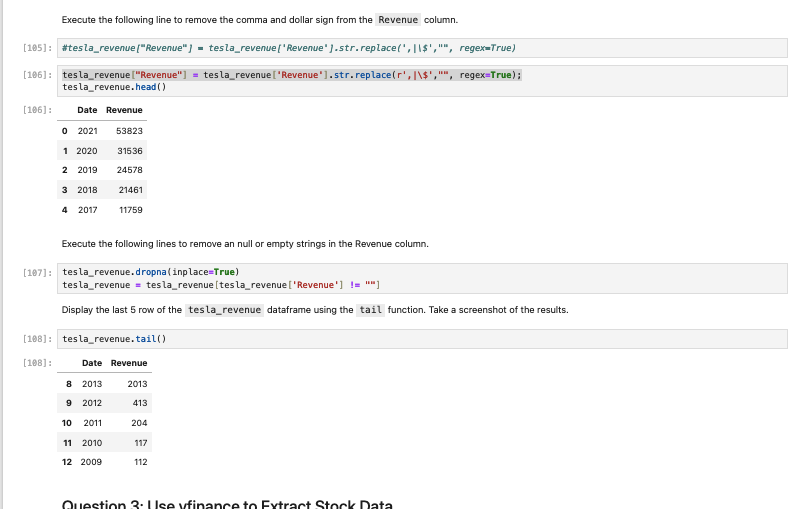 Execute the following line to remove the comma and dollar sign from the Revenue column.
[105]: #tesla_revenue["Revenue"] = tesla_revenue['Revenue'].str.replace(',|\$',"", regex=True)
[106]: tesla_revenue["Revenue"] = tesla_revenue['Revenue'].str.replace(r',|\$',"", regex=True);
tesla_revenue.head()
[106]: Date Revenue
0 2021 53823
1 2020 31536
2 2019 24578
3 2018 21461
4 2017 11759
Execute the following lines to remove an null or empty strings in the Revenue column.
[107]: tesla_revenue.dropna(inplace=True)
tesla_revenue = tesla_revenue[tesla_revenue['Revenue'] != ""]
Display the last 5 row of the tesla_revenue dataframe using the tail function. Take a screenshot of the results.
[108]: tesla_revenue.tail()
[108]: Date Revenue
8 2013 2013
9 2012 413
10 2011 204
11 2010 117
12 2009 112
Question 3: Use yfinance to Extract Stock Data